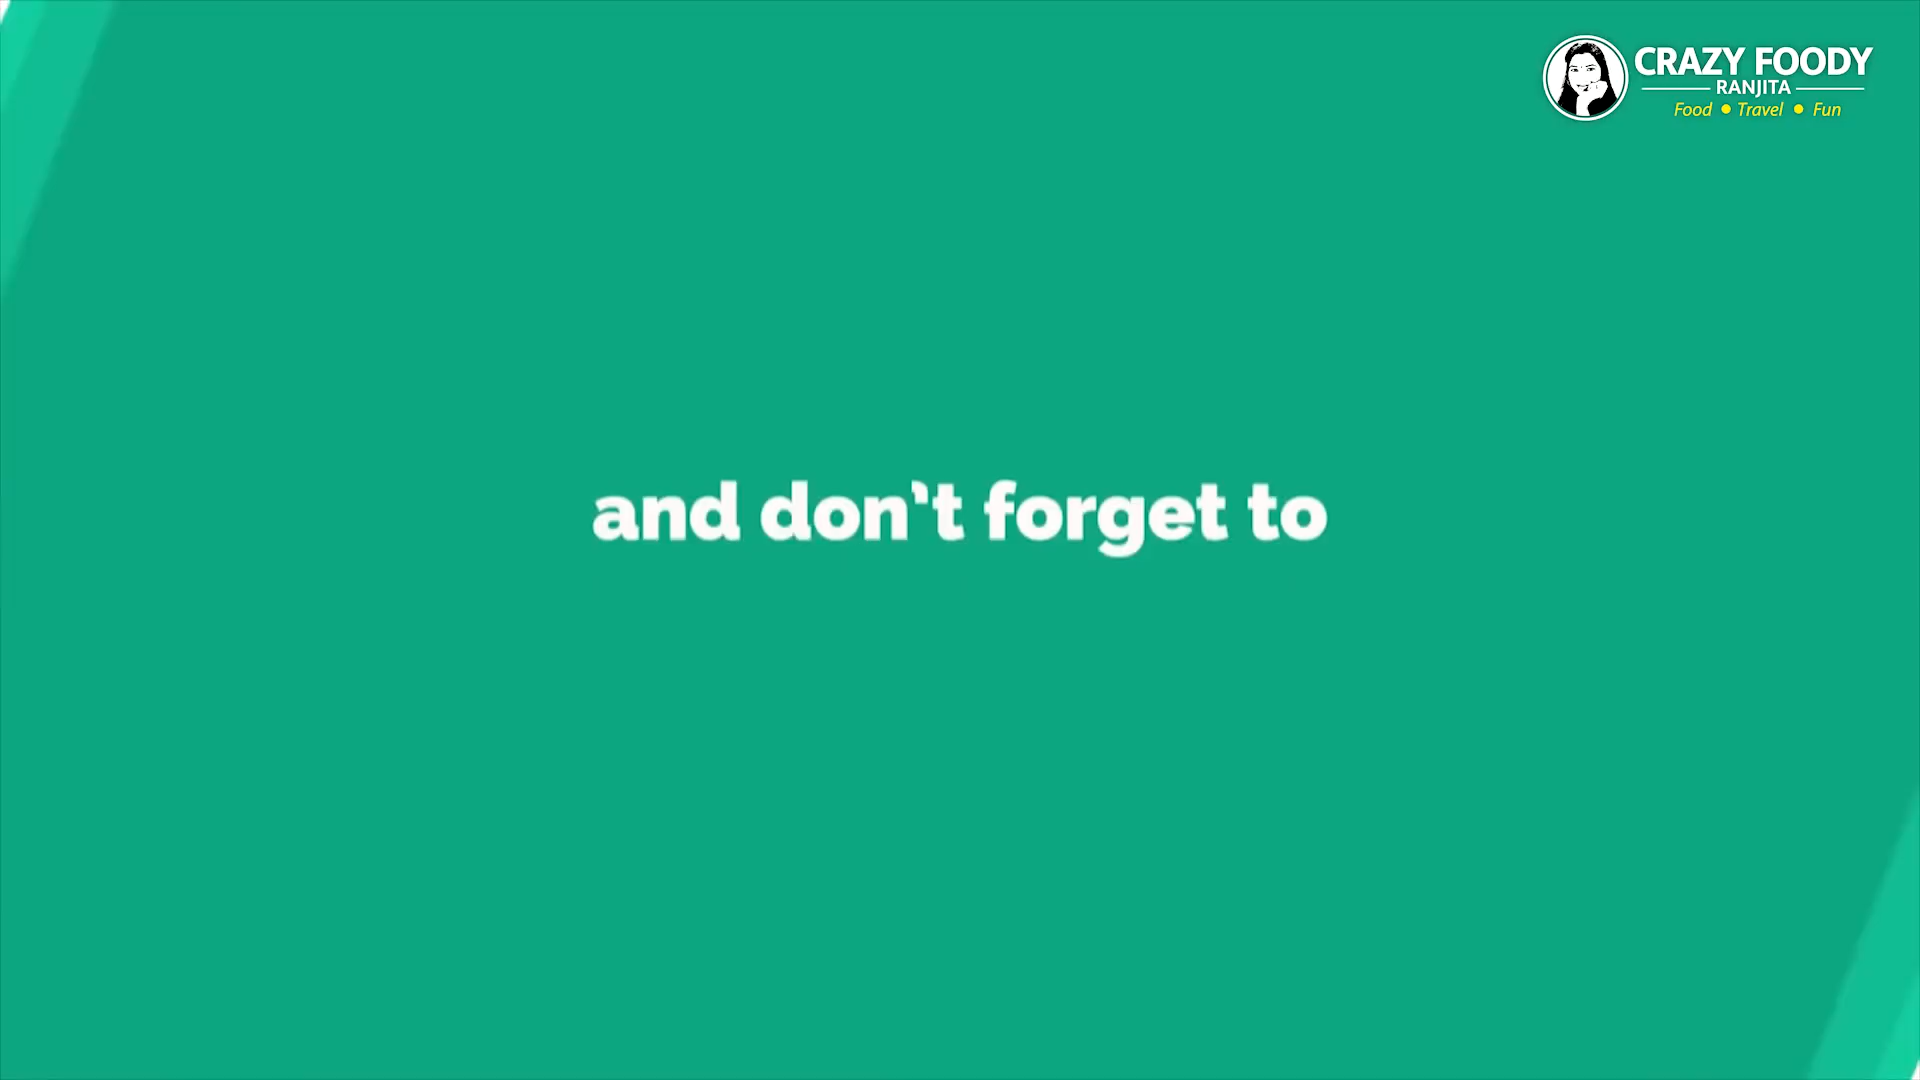 CRAZY FOODY
RANJITA
Food • Travel • Fun
and don't forget to